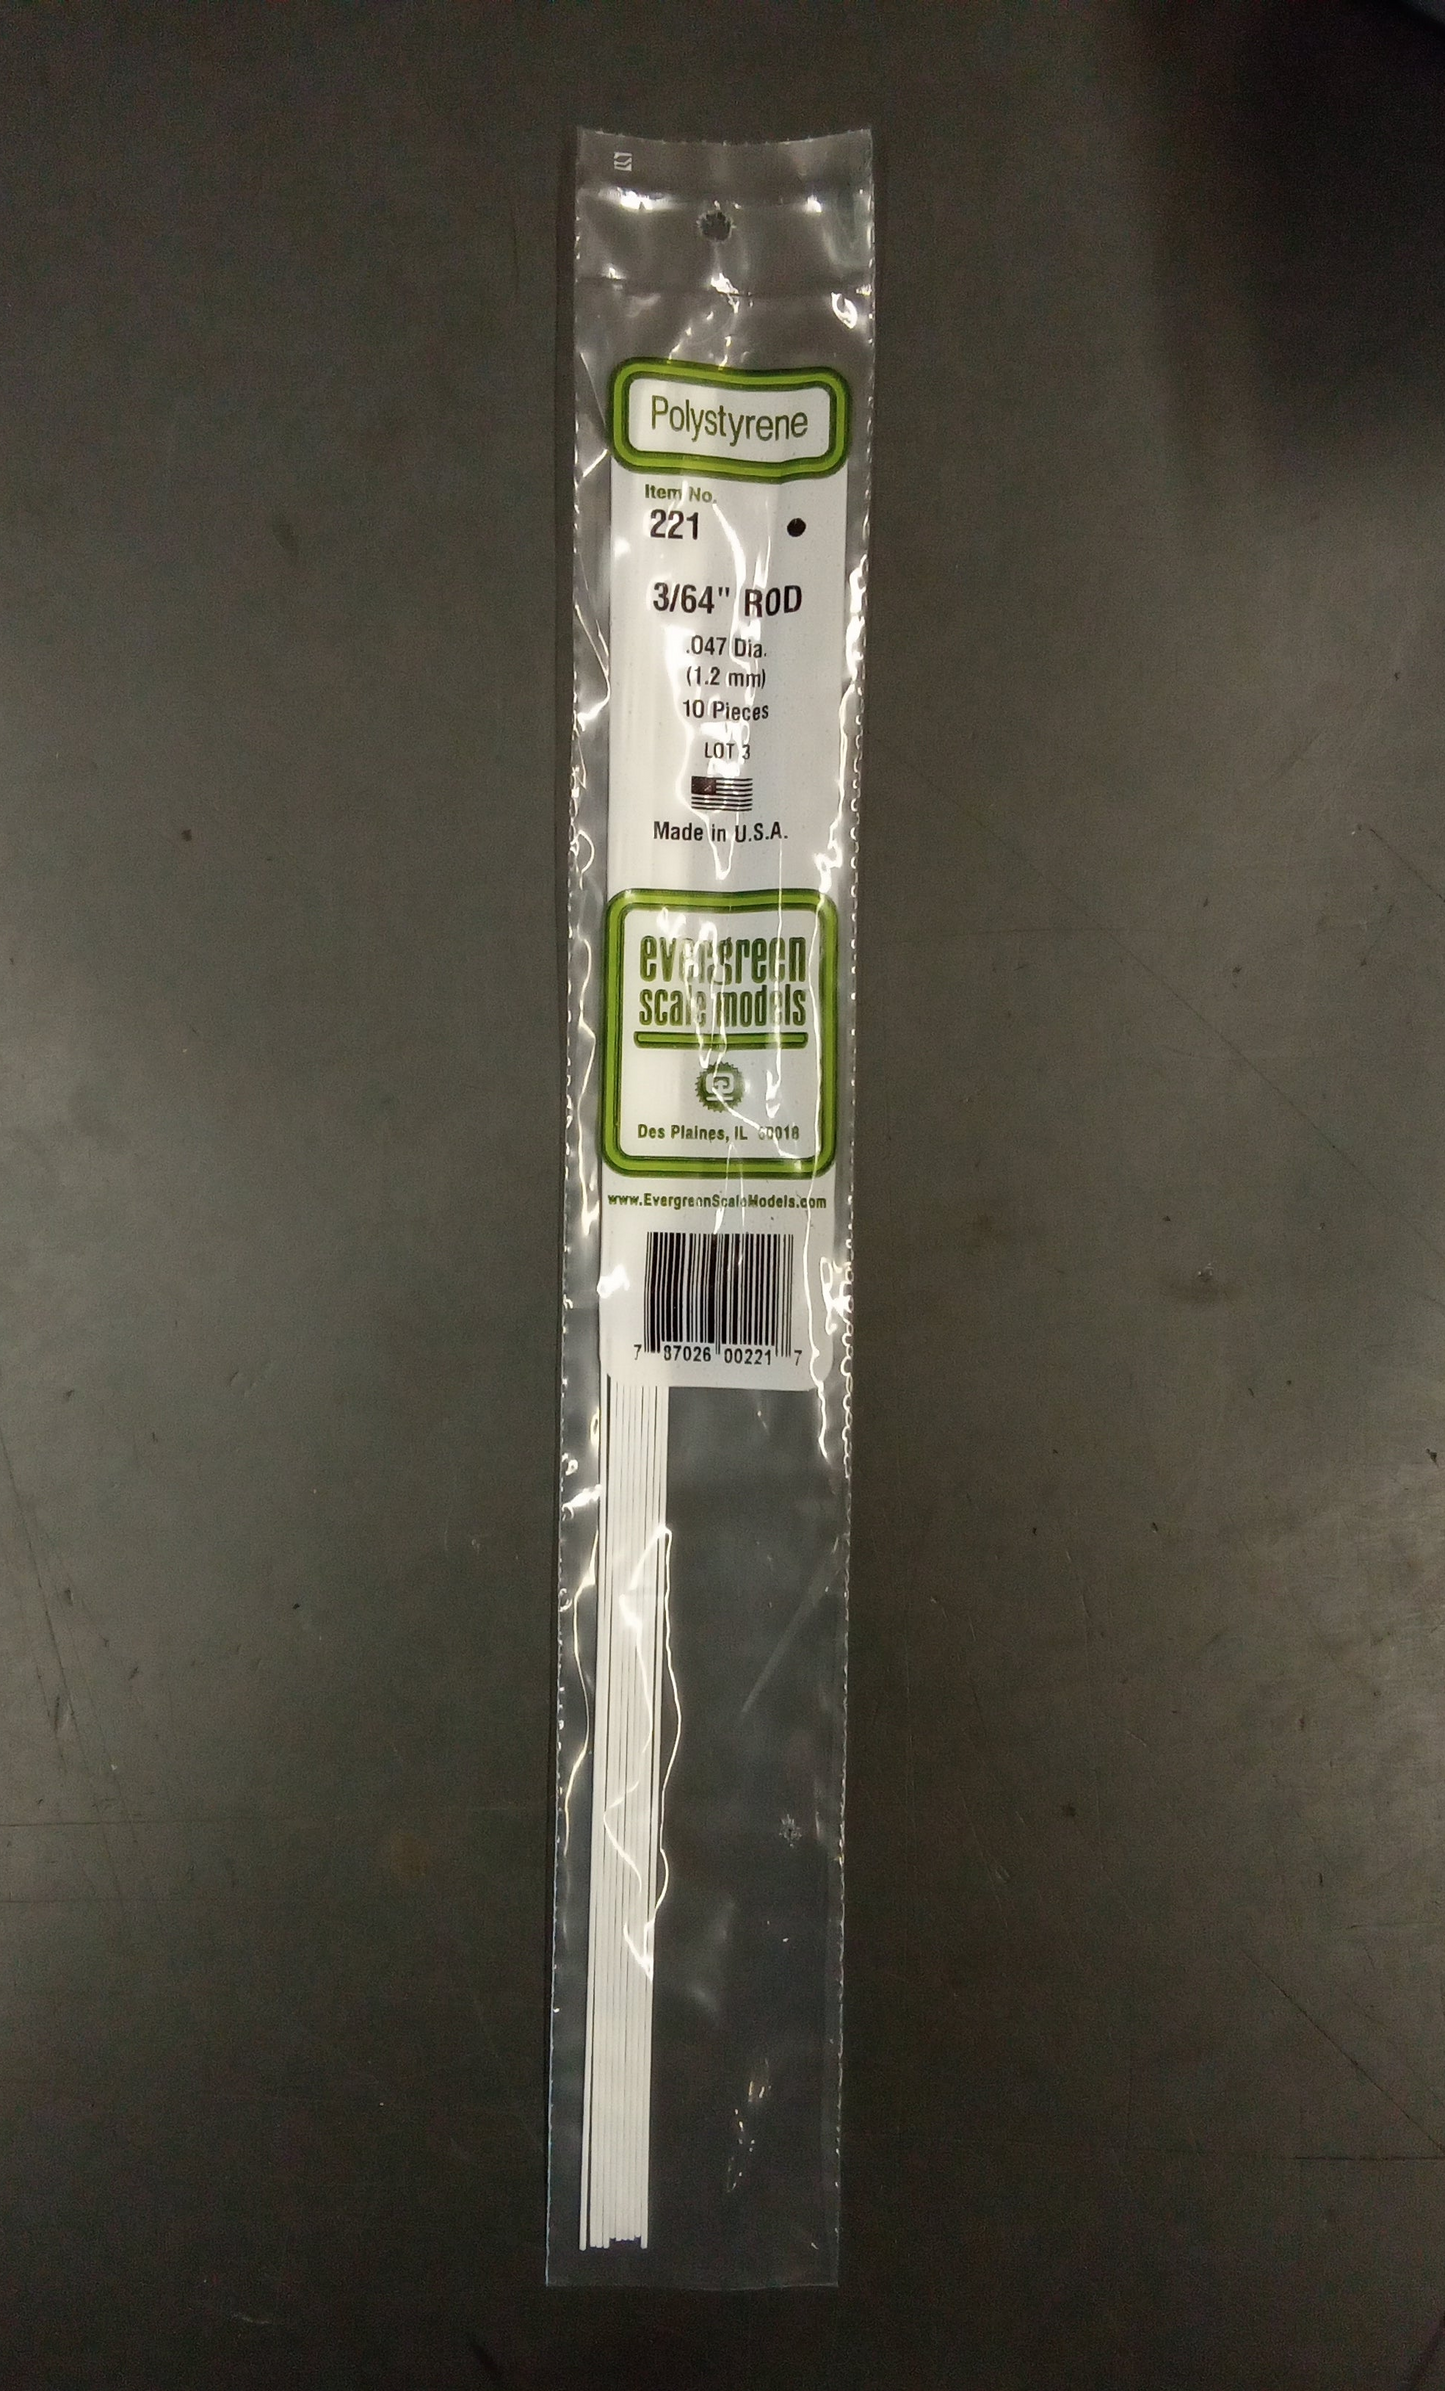 Polystyrene
Item No.
221
3/64" ROD
.047 Dia.
(1.2 mm)
10 Pieces
LOT 3
Made in U.S.A.
evergreen
scale models
Des Plaines, IL 60018
www.EvergreenScaleModels.com
7 87026 00221 7